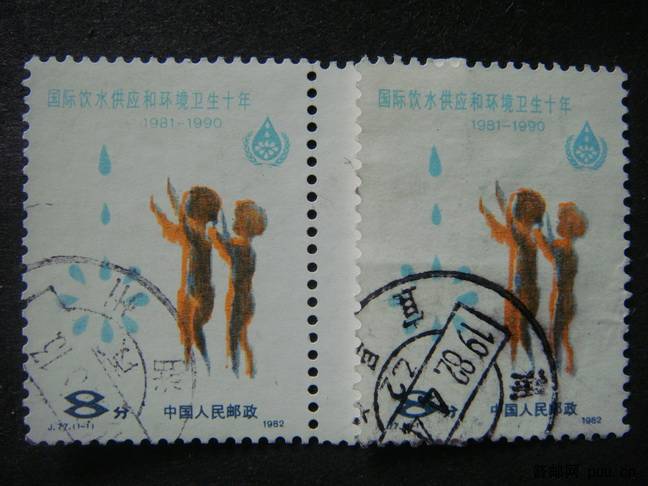 国际饮水供应和环境卫生十年
1981-1990
8分
中国人民邮政
J.77.(1-1)
1982
湘
国际饮水供应和环境卫生十年
1981-1990
8分
中国人民邮政
1982
1982